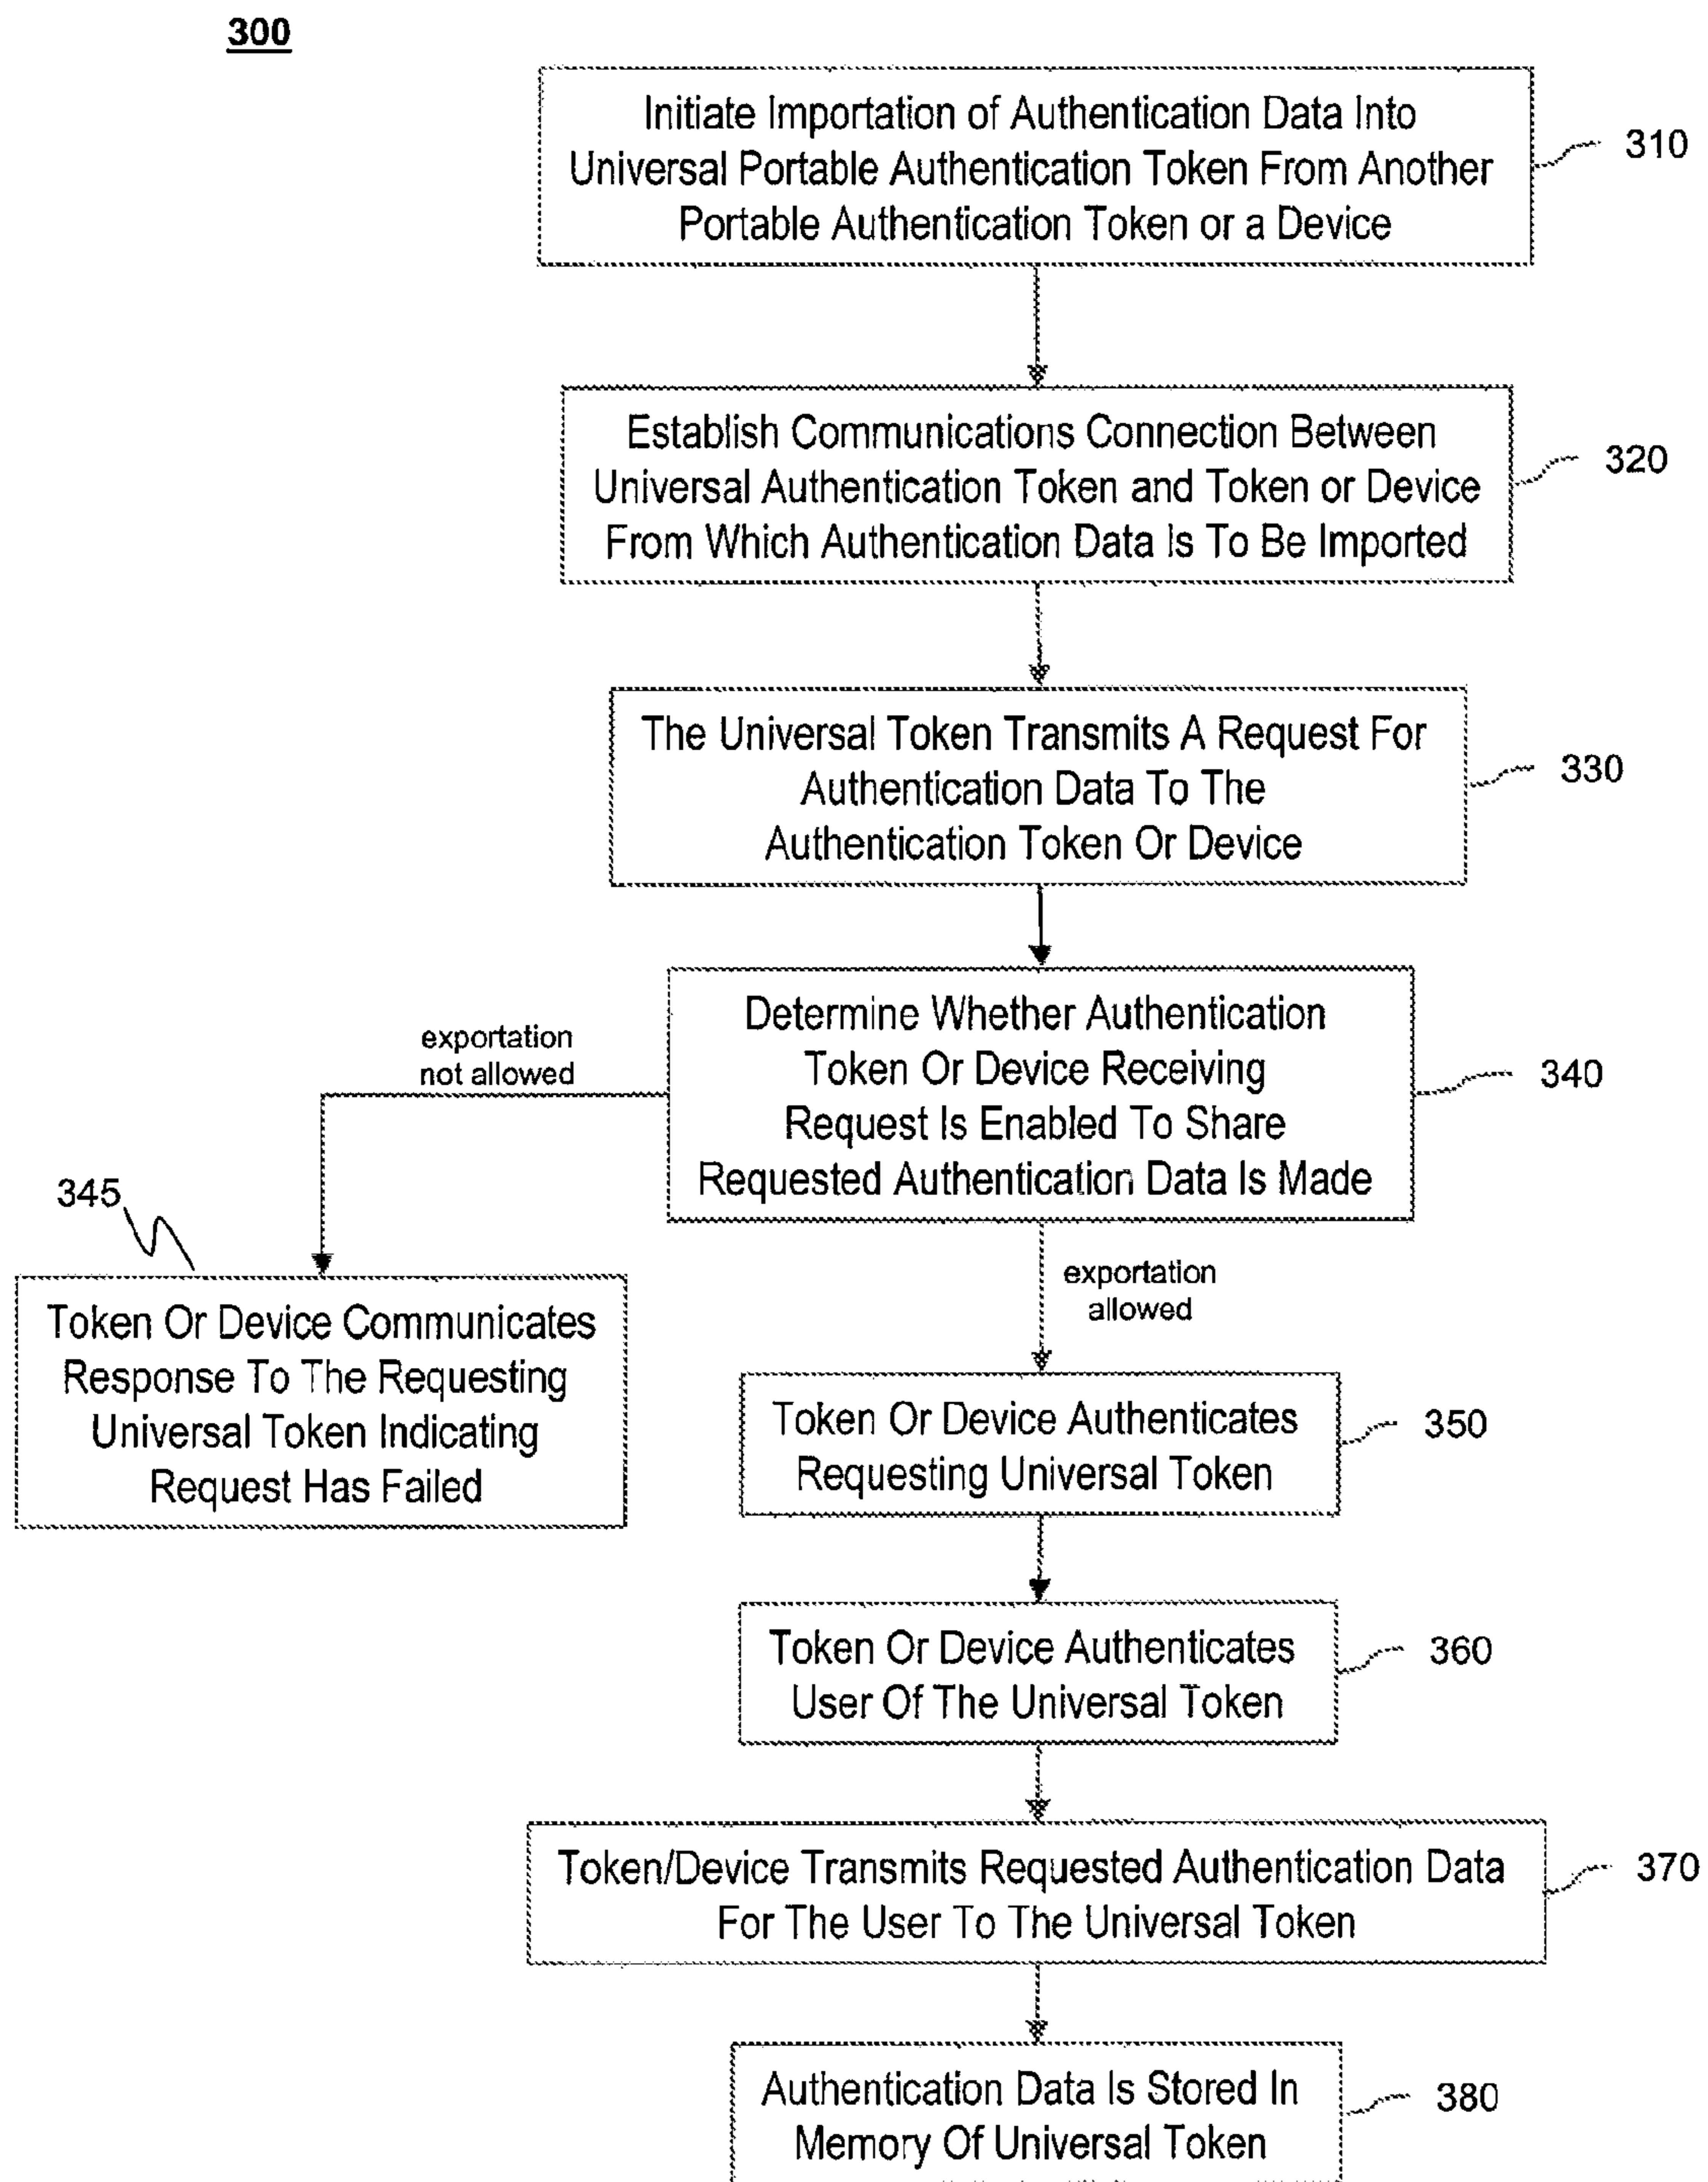 300
Initiate Importation of Authentication Data Into
Universal Portable Authentication Token From Another
Portable Authentication Token or a Device
310
Establish Communications Connection Between
Universal Authentication Token and Token or Device
From Which Authentication Data Is To Be Imported
320
The Universal Token Transmits A Request For
Authentication Data To The
Authentication Token Or Device
330
Determine Whether Authentication
Token Or Device Receiving
Request Is Enabled To Share
Requested Authentication Data Is Made
340
exportation
not allowed
345
Token Or Device Communicates
Response To The Requesting
Universal Token Indicating
Request Has Failed
exportation
allowed
Token Or Device Authenticates
Requesting Universal Token
350
Token Or Device Authenticates
User Of The Universal Token
360
Token/Device Transmits Requested Authentication Data
For The User To The Universal Token
370
Authentication Data Is Stored In
Memory Of Universal Token
380